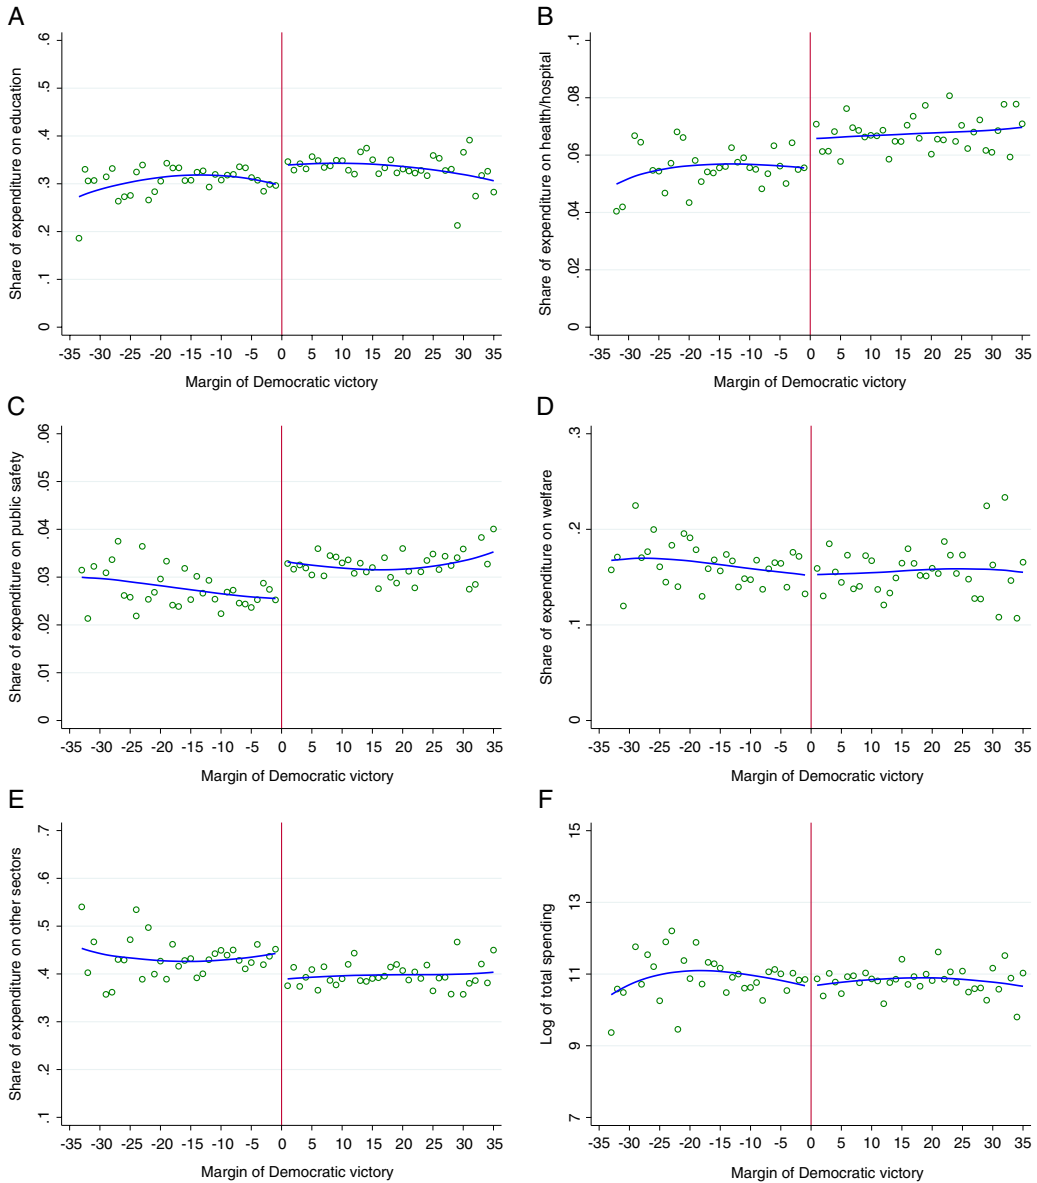 A
Share of expenditure on education
.6
.5
.4
.3
.2
.1
0
-35 -30 -25 -20 -15 -10 -5 0 5 10 15 20 25 30 35
Margin of Democratic victory
B
Share of expenditure on health/hospital
.1
.08
.06
.04
.02
0
-35 -30 -25 -20 -15 -10 -5 0 5 10 15 20 25 30 35
Margin of Democratic victory
C
Share of expenditure on public safety
.06
.05
.04
.03
.02
.01
0
-35 -30 -25 -20 -15 -10 -5 0 5 10 15 20 25 30 35
Margin of Democratic victory
D
Share of expenditure on welfare
.3
.2
.1
0
-35 -30 -25 -20 -15 -10 -5 0 5 10 15 20 25 30 35
Margin of Democratic victory
E
Share of expenditure on other sectors
.7
.6
.5
.4
.3
.2
.1
-35 -30 -25 -20 -15 -10 -5 0 5 10 15 20 25 30 35
Margin of Democratic victory
F
Log of total spending
15
13
11
9
7
-35 -30 -25 -20 -15 -10 -5 0 5 10 15 20 25 30 35
Margin of Democratic victory